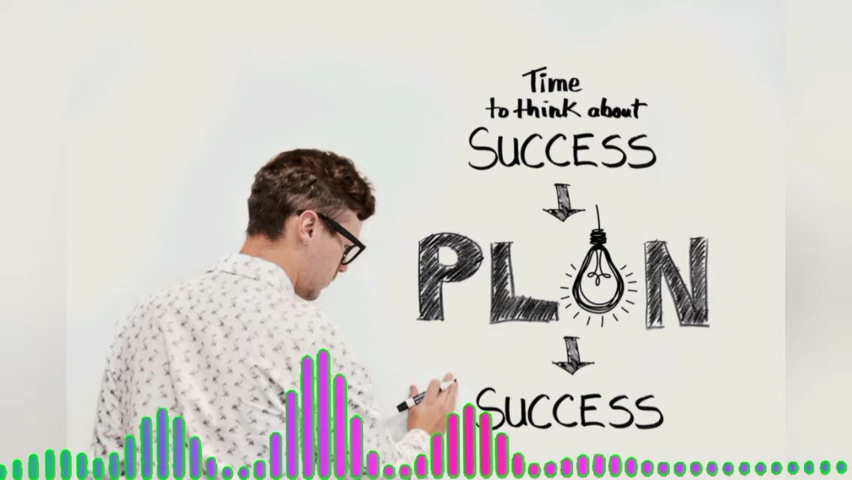 Time
to think about
SUCCESS
PLAN
SUCCESS